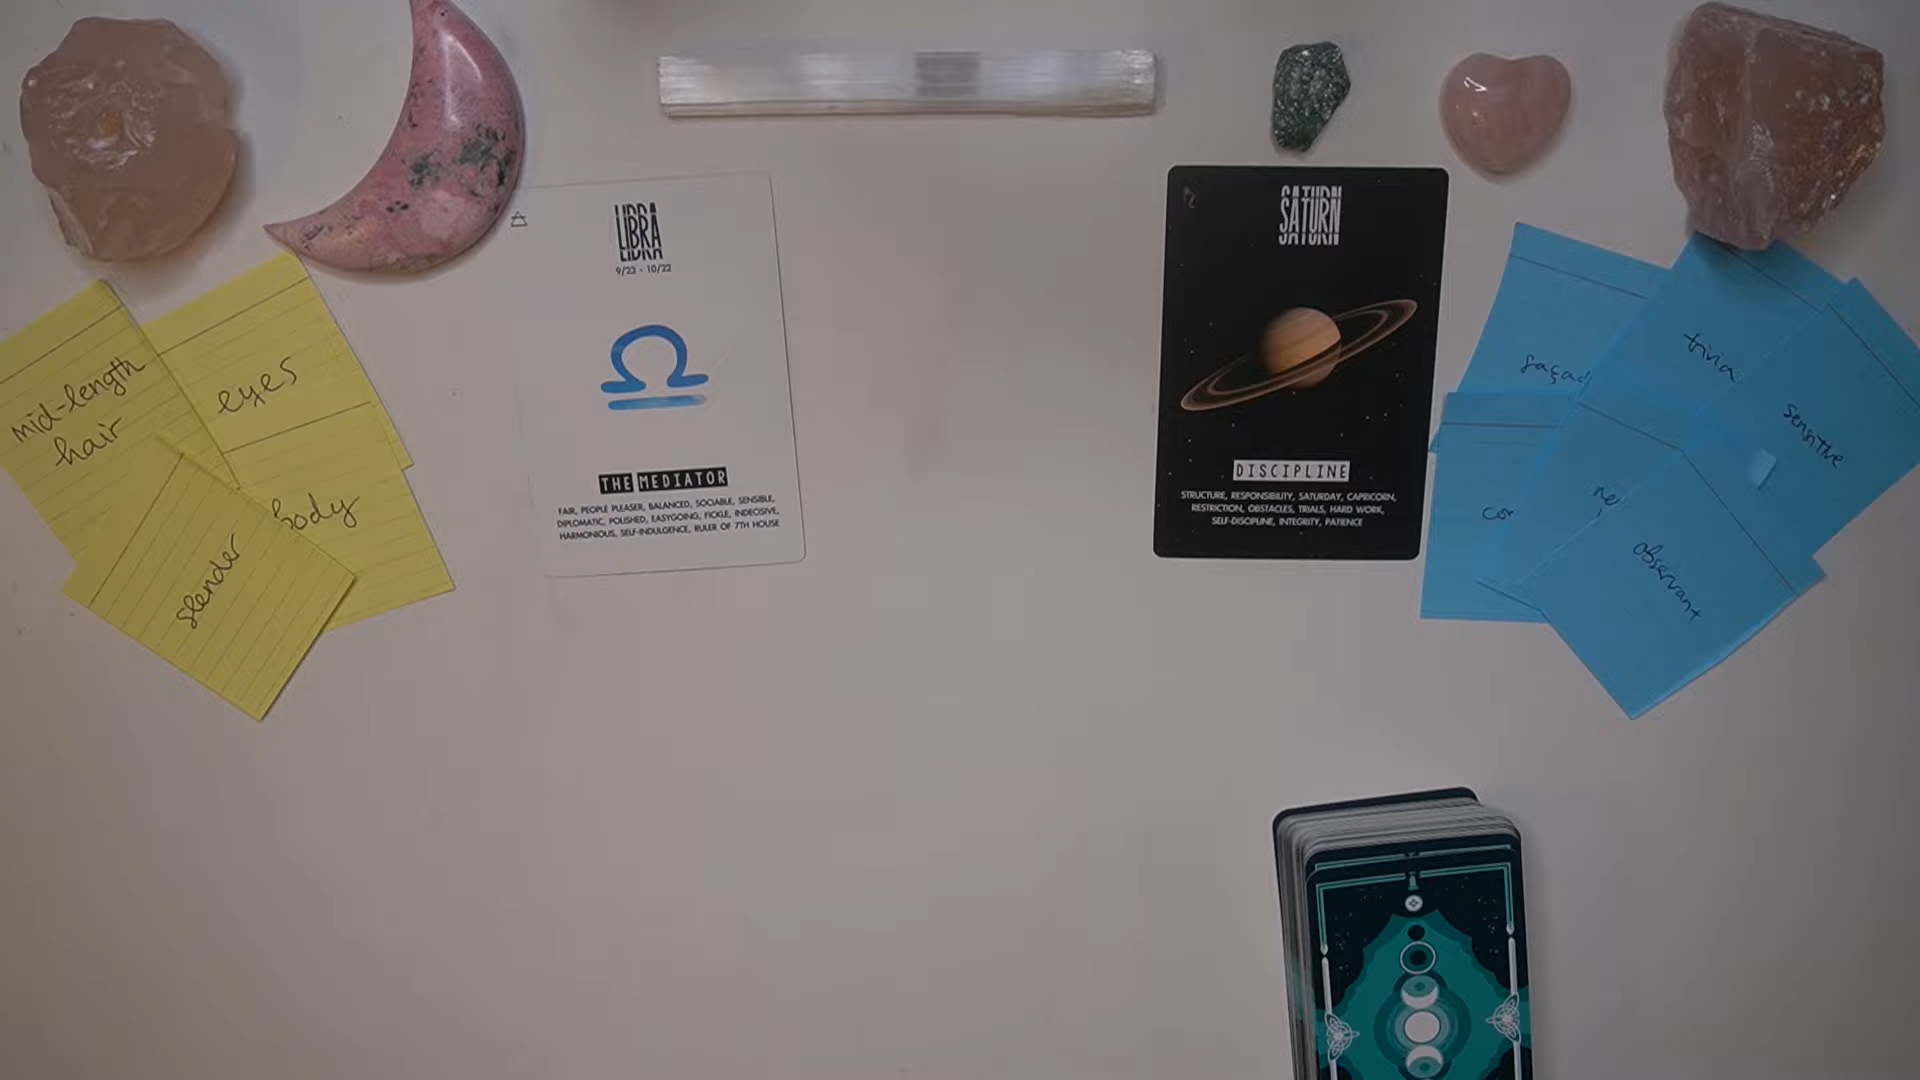 mid-length
hair
eyes
body
slender
LIBRA
9/23 - 10/22
THE MEDIATOR
FAIR, PEOPLE PLEASER, BALANCED, SOCIABLE, SENSIBLE,
DIPLOMATIC, POLISHED, EASYGOING, FICKLE, INDECISIVE,
HARMONIOUS, SELF-INDULGENCE, RULER OF 7TH HOUSE
SATURN
DISCIPLINE
STRUCTURE, RESPONSIBILITY, SATURDAY, CAPRICORN,
RESTRICTION, OBSTACLES, TRIALS, HARD WORK,
SELF-DISCIPLINE, INTEGRITY, PATIENCE
trivia
sensitive
observant